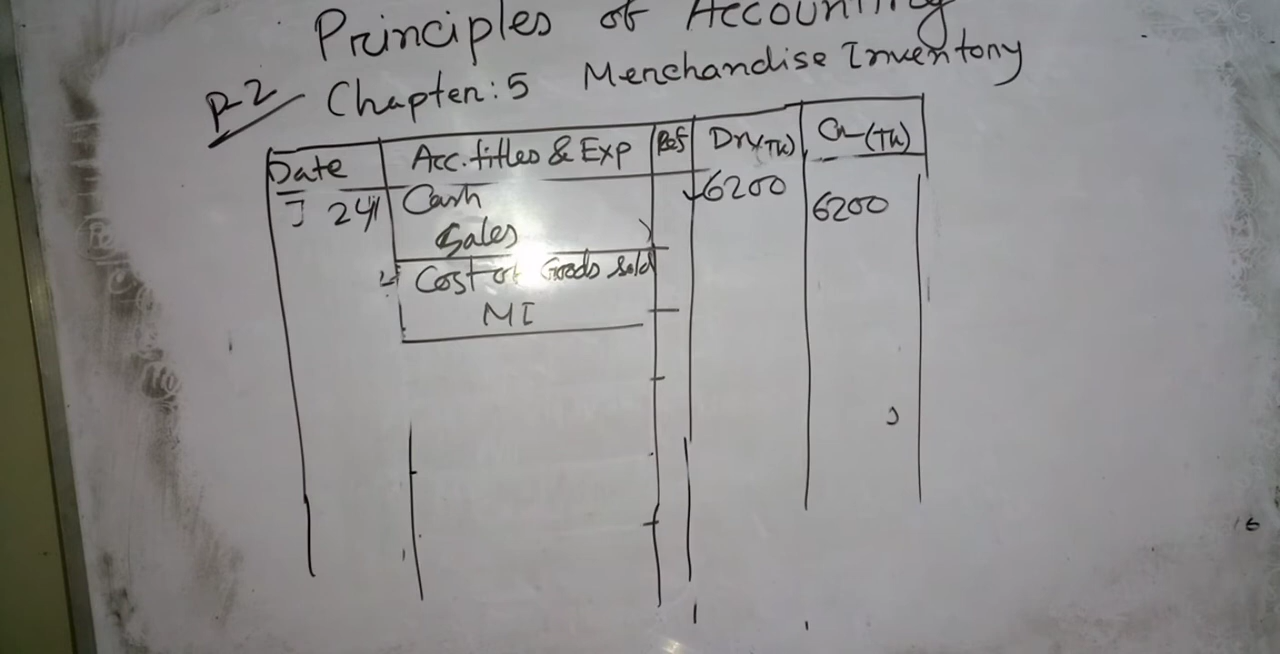 Principles of Accounting
P-2 Chapter: 5 Merchandise Inventory
Date Acc. titles & Exp Ref Dr (Tk) Cr (Tk)
J 24 Cash 6200
Sales 6200
Cost of Goods Sold
MI